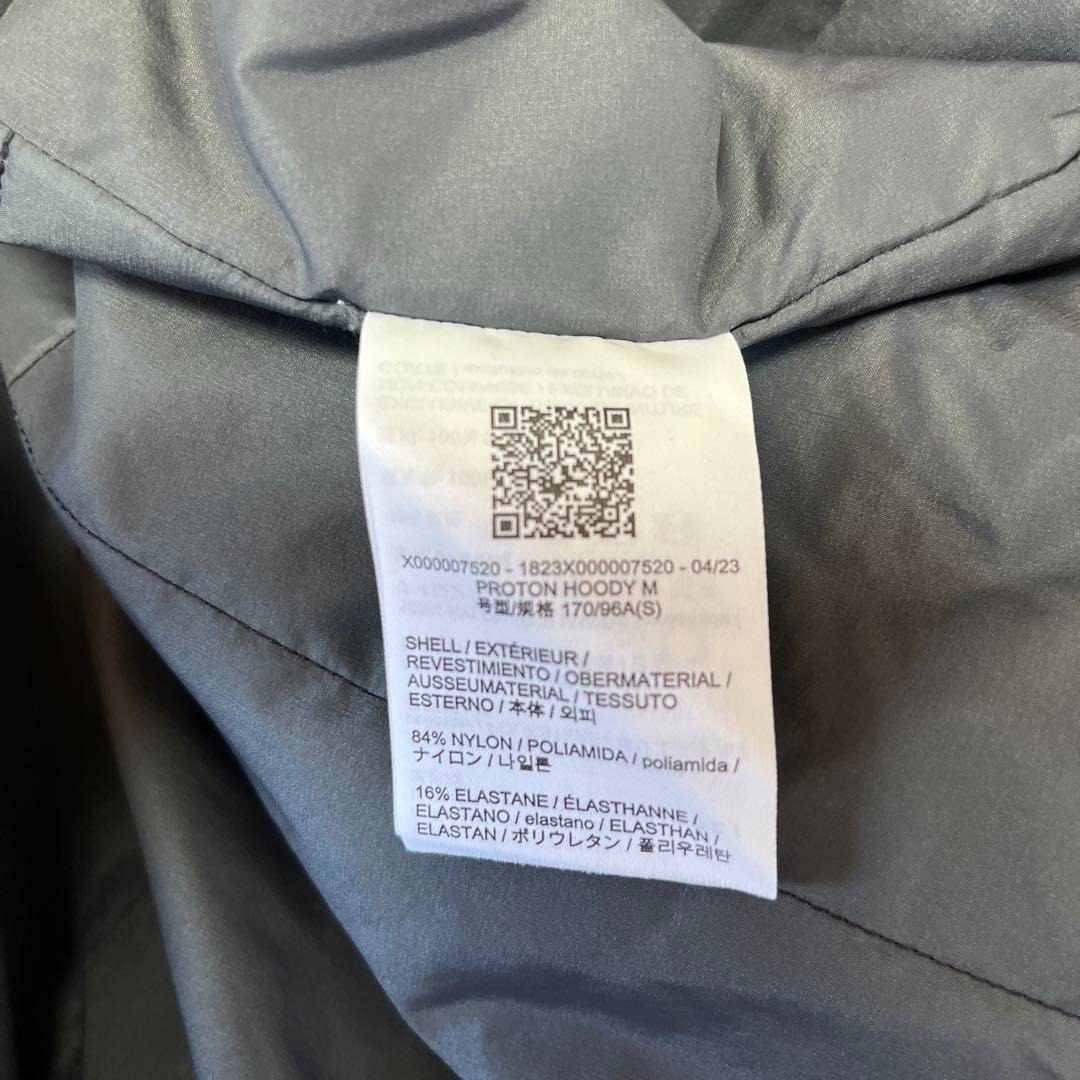 X000007520 - 1823X000007520 - 04/23
PROTON HOODY M
号型/规格 170/96A(S)
SHELL / EXTÉRIEUR /
REVESTIMIENTO / OBERMATERIAL /
AUSSEUMATERIAL / TESSUTO
ESTERNO / 本体 / 외피
84% NYLON / POLIAMIDA / poliamida /
ナイロン / 나일론
16% ELASTANE / ÉLASTHANNE /
ELASTANO / elastano / ELASTHAN /
ELASTAN / ポリウレタン / 폴리우레탄